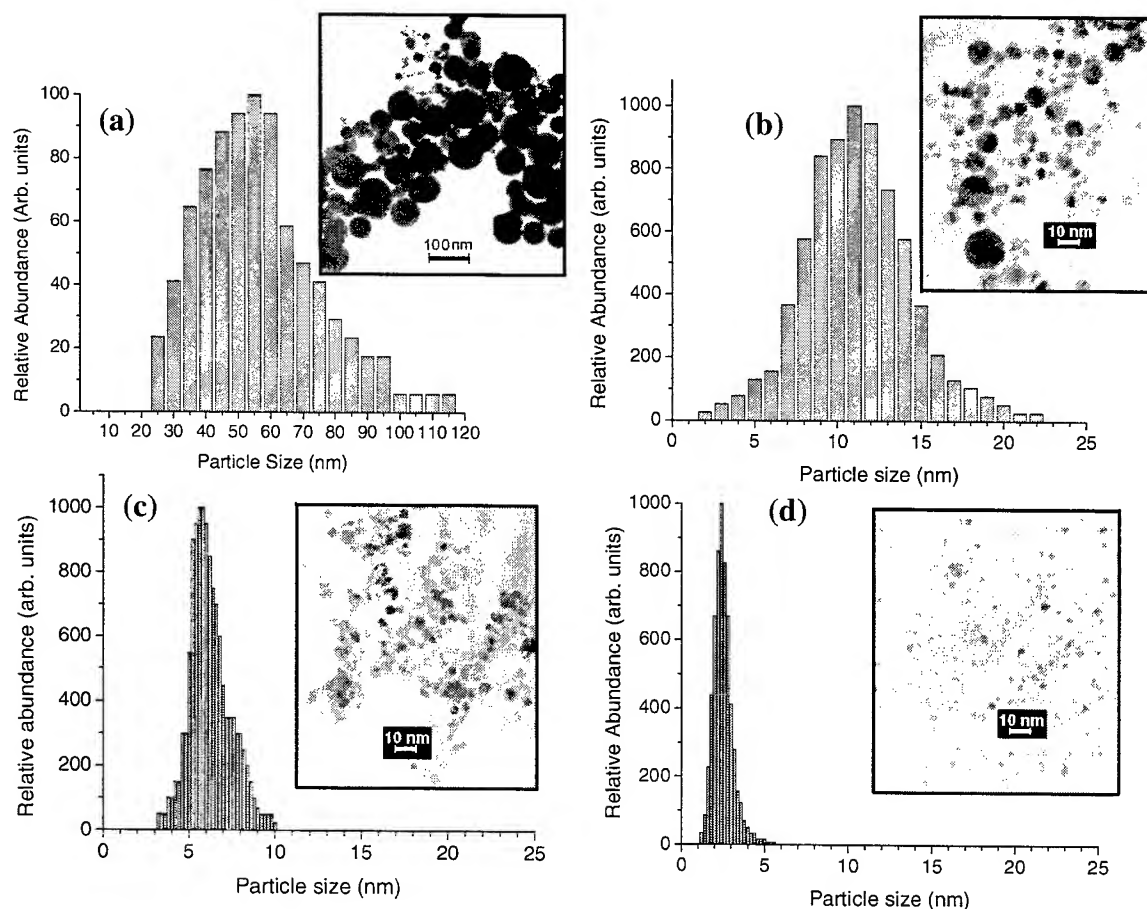 (a)
Relative Abundance (Arb. units)
100
80
60
40
20
0
10 20 30 40 50 60 70 80 90 100 110 120
Particle Size (nm)
100nm
(b)
Relative Abundance (arb. units)
1000
800
600
400
200
0
0 5 10 15 20 25
Particle size (nm)
10 nm
(c)
Relative abundance (arb. units)
1000
800
600
400
200
0
0 5 10 15 20 25
Particle size (nm)
10 nm
(d)
Relative Abundance (arb. units)
1000
800
600
400
200
0
0 5 10 15 20 25
Particle size (nm)
10 nm